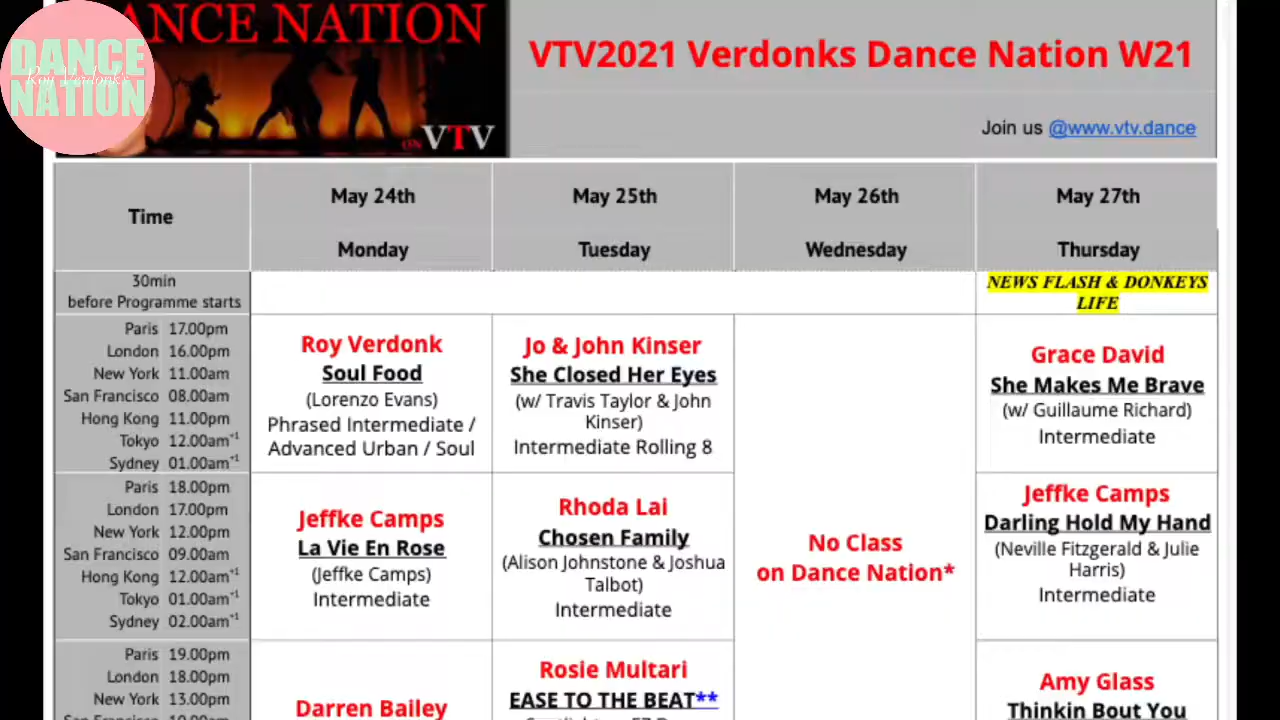 DANCE NATION
DANCE
Roy Verdonk's
NATION
ON VTV
VTV2021 Verdonks Dance Nation W21
Join us @www.vtv.dance
Time
May 24th
Monday
May 25th
Tuesday
May 26th
Wednesday
May 27th
Thursday
30min
before Programme starts
NEWS FLASH & DONKEYS
LIFE
Paris 17.00pm
London 16.00pm
New York 11.00am
San Francisco 08.00am
Hong Kong 11.00pm
Tokyo 12.00am+1
Sydney 01.00am+1
Roy Verdonk
Soul Food
(Lorenzo Evans)
Phrased Intermediate /
Advanced Urban / Soul
Jo & John Kinser
She Closed Her Eyes
(w/ Travis Taylor & John
Kinser)
Intermediate Rolling 8
Grace David
She Makes Me Brave
(w/ Guillaume Richard)
Intermediate
Paris 18.00pm
London 17.00pm
New York 12.00pm
San Francisco 09.00am
Hong Kong 12.00am+1
Tokyo 01.00am+1
Sydney 02.00am+1
Jeffke Camps
La Vie En Rose
(Jeffke Camps)
Intermediate
Rhoda Lai
Chosen Family
(Alison Johnstone & Joshua
Talbot)
Intermediate
No Class
on Dance Nation*
Jeffke Camps
Darling Hold My Hand
(Neville Fitzgerald & Julie
Harris)
Intermediate
Paris 19.00pm
London 18.00pm
New York 13.00pm
Darren Bailey
Rosie Multari
EASE TO THE BEAT**
Amy Glass
Thinkin Bout You